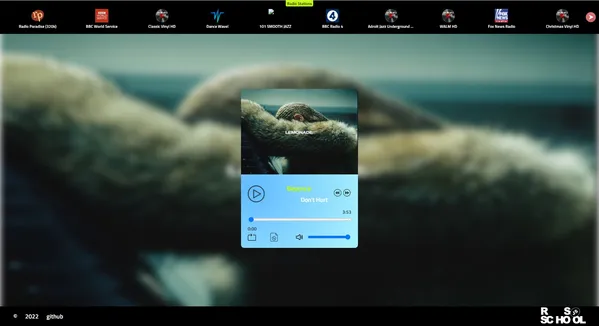 Radio Stations
Radio Paradise (320k)
BBC World Service
Classic Vinyl HD
Dance Wave!
101 SMOOTH JAZZ
BBC Radio 4
Adroit Jazz Underground ...
WALM HD
Fox News Radio
Christmas Vinyl HD
LEMONADE
Don't Hurt
3:53
0:00
© 2022 github
RS
SCHOOL